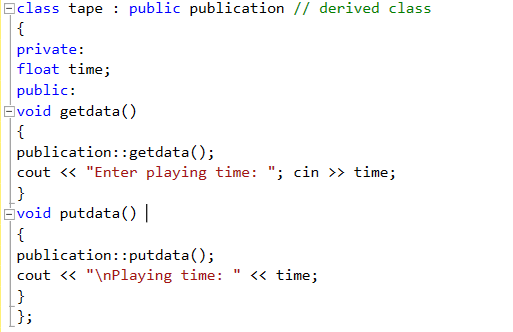 class tape : public publication // derived class
{
private:
float time;
public:
void getdata()
{
publication::getdata();
cout << "Enter playing time: "; cin >> time;
}
void putdata()
{
publication::putdata();
cout << "\nPlaying time: " << time;
}
};